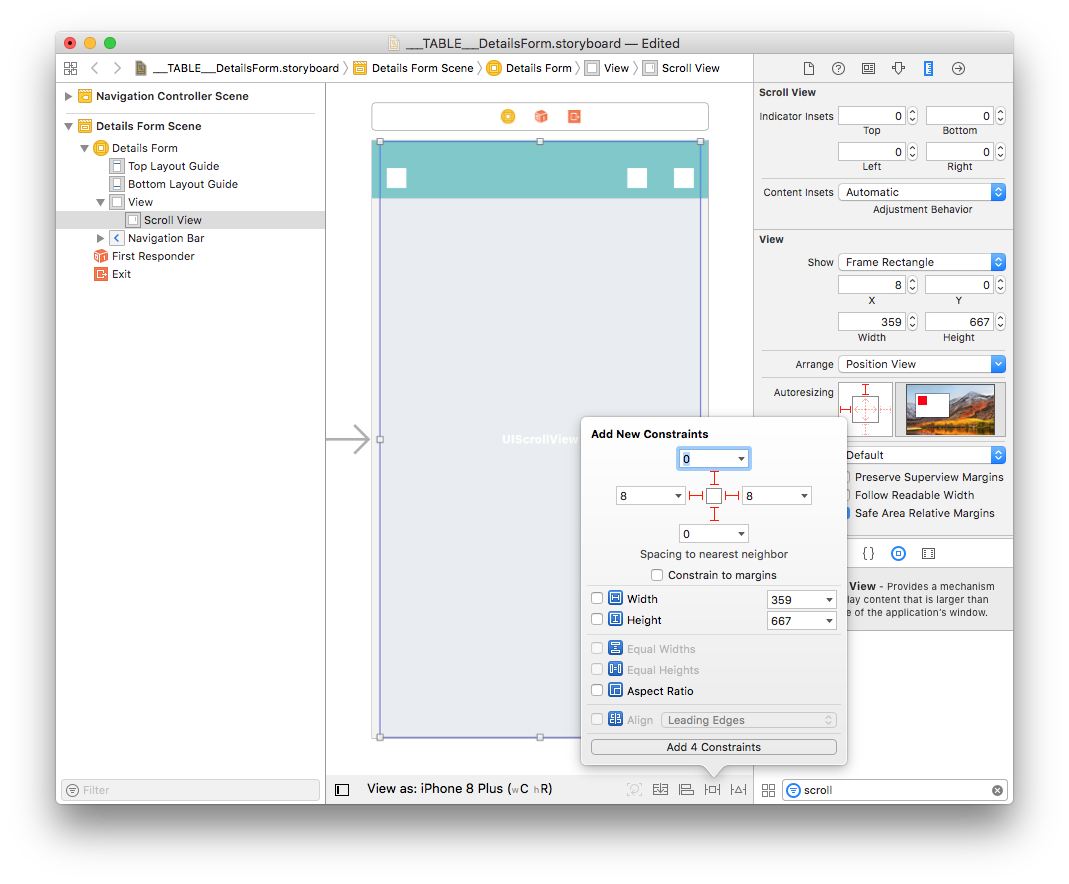 ___TABLE___DetailsForm.storyboard — Edited
___TABLE___DetailsForm.storyboard
Details Form Scene
Details Form
View
Scroll View
Navigation Controller Scene
Details Form Scene
Details Form
Top Layout Guide
Bottom Layout Guide
View
Scroll View
Navigation Bar
First Responder
Exit
Filter
UIScrollView
View as: iPhone 8 Plus (wC hR)
Add New Constraints
0
8
8
0
Spacing to nearest neighbor
Constrain to margins
Width 359
Height 667
Equal Widths
Equal Heights
Aspect Ratio
Align Leading Edges
Add 4 Constraints
Scroll View
Indicator Insets 0 0
Top Bottom
0 0
Left Right
Content Insets Automatic
Adjustment Behavior
View
Show Frame Rectangle
8 0
X Y
359 667
Width Height
Arrange Position View
Autoresizing
Default
Preserve Superview Margins
Follow Readable Width
Safe Area Relative Margins
{ }
View - Provides a mechanism
lay content that is larger than
e of the application's window.
scroll